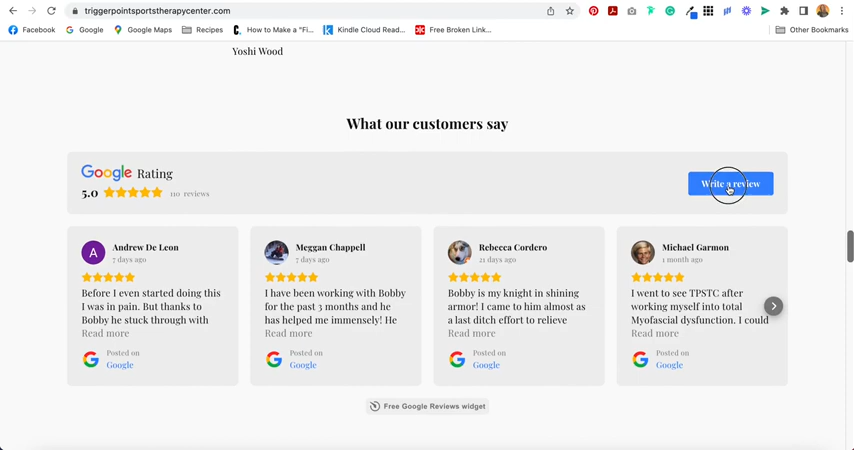 triggerpointsportstherapycenter.com
Facebook Google Google Maps Recipes How to Make a "Fi... Kindle Cloud Read... Free Broken Link... Other Bookmarks
Yoshi Wood
What our customers say
Google Rating
5.0 110 reviews
Write a review
A
Andrew De Leon
7 days ago
Before I even started doing this
I was in pain. But thanks to
Bobby he stuck through with
Read more
Posted on
Google
Meggan Chappell
7 days ago
I have been working with Bobby
for the past 3 months and he
has helped me immensely! He
Read more
Posted on
Google
Rebecca Cordero
21 days ago
Bobby is my knight in shining
armor! I came to him almost as
a last ditch effort to relieve
Read more
Posted on
Google
Michael Garmon
1 month ago
I went to see TPSTC after
working myself into total
Myofascial dysfunction. I could
Read more
Posted on
Google
Free Google Reviews widget